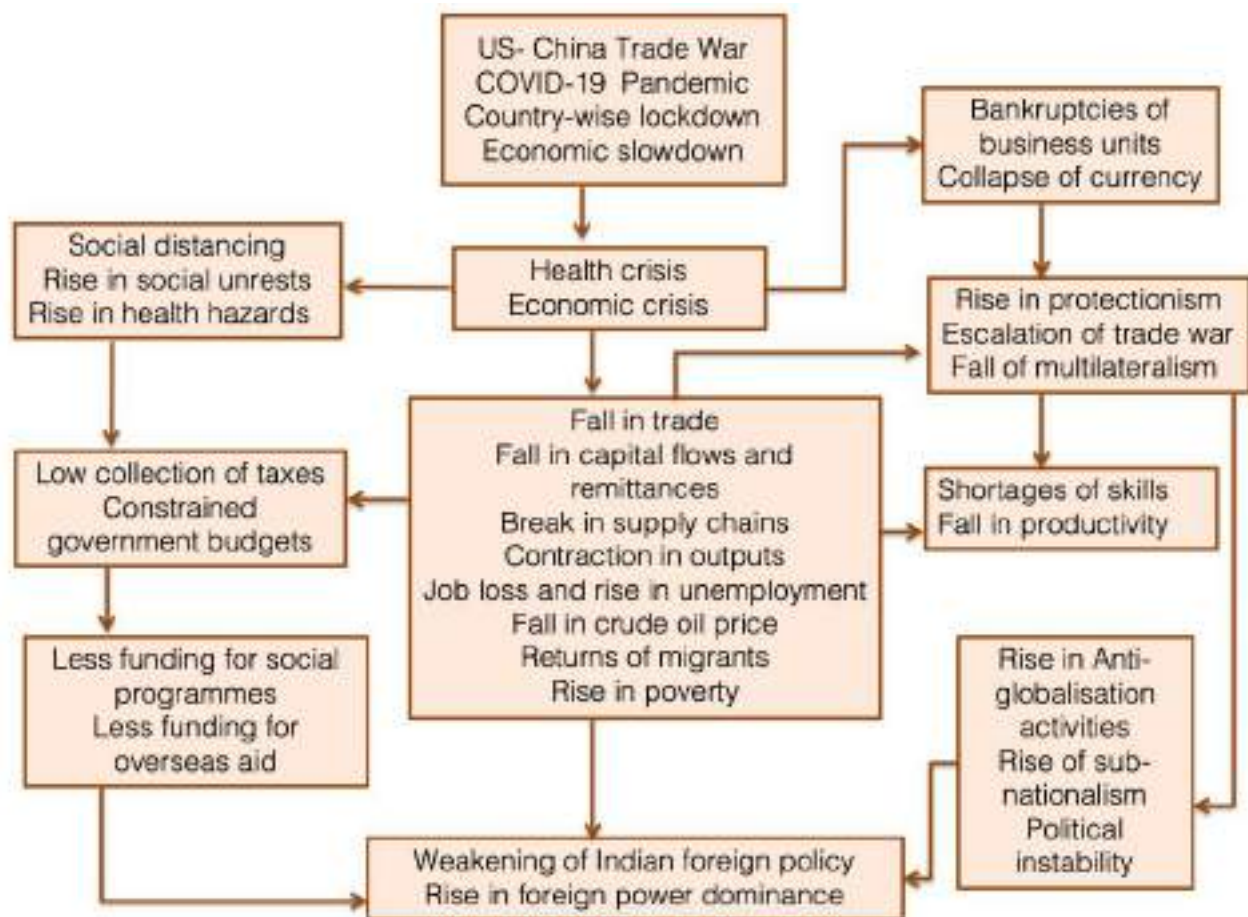 US- China Trade War
COVID-19 Pandemic
Country-wise lockdown
Economic slowdown
Bankruptcies of
business units
Collapse of currency
Social distancing
Rise in social unrests
Rise in health hazards
Health crisis
Economic crisis
Rise in protectionism
Escalation of trade war
Fall of multilateralism
Low collection of taxes
Constrained
government budgets
Fall in trade
Fall in capital flows and
remittances
Break in supply chains
Contraction in outputs
Job loss and rise in unemployment
Fall in crude oil price
Returns of migrants
Rise in poverty
Shortages of skills
Fall in productivity
Less funding for social
programmes
Less funding for
overseas aid
Rise in Anti-
globalisation
activities
Rise of sub-
nationalism
Political
instability
Weakening of Indian foreign policy
Rise in foreign power dominance